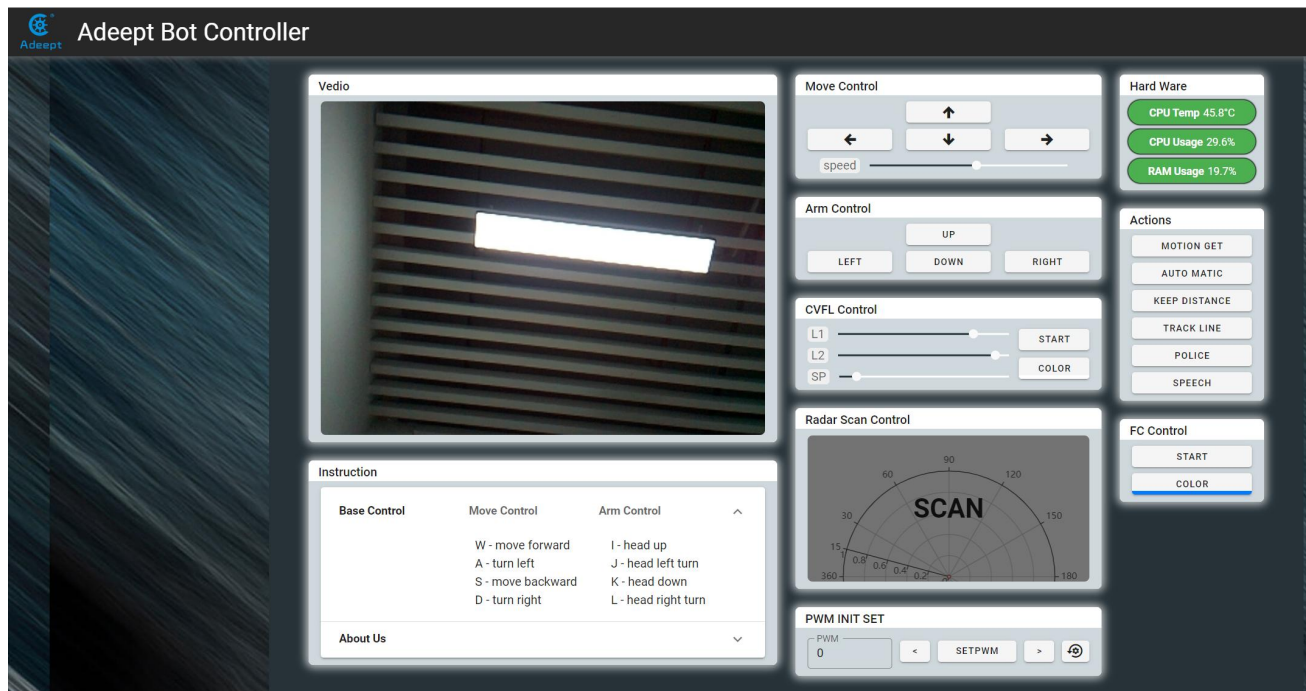 Adeept
Adeept Bot Controller
Vedio
Instruction
Base Control
Move Control
Arm Control
W - move forward
I - head up
A - turn left
J - head left turn
S - move backward
K - head down
D - turn right
L - head right turn
About Us
Move Control
speed
Arm Control
UP
LEFT
DOWN
RIGHT
CVFL Control
L1
START
L2
COLOR
SP
Radar Scan Control
90
60
120
SCAN
30
150
15
1
0.8
0.6
0.4
0.2
360
180
PWM INIT SET
PWM
0
<
SETPWM
>
Hard Ware
CPU Temp 45.8°C
CPU Usage 29.6%
RAM Usage 19.7%
Actions
MOTION GET
AUTO MATIC
KEEP DISTANCE
TRACK LINE
POLICE
SPEECH
FC Control
START
COLOR